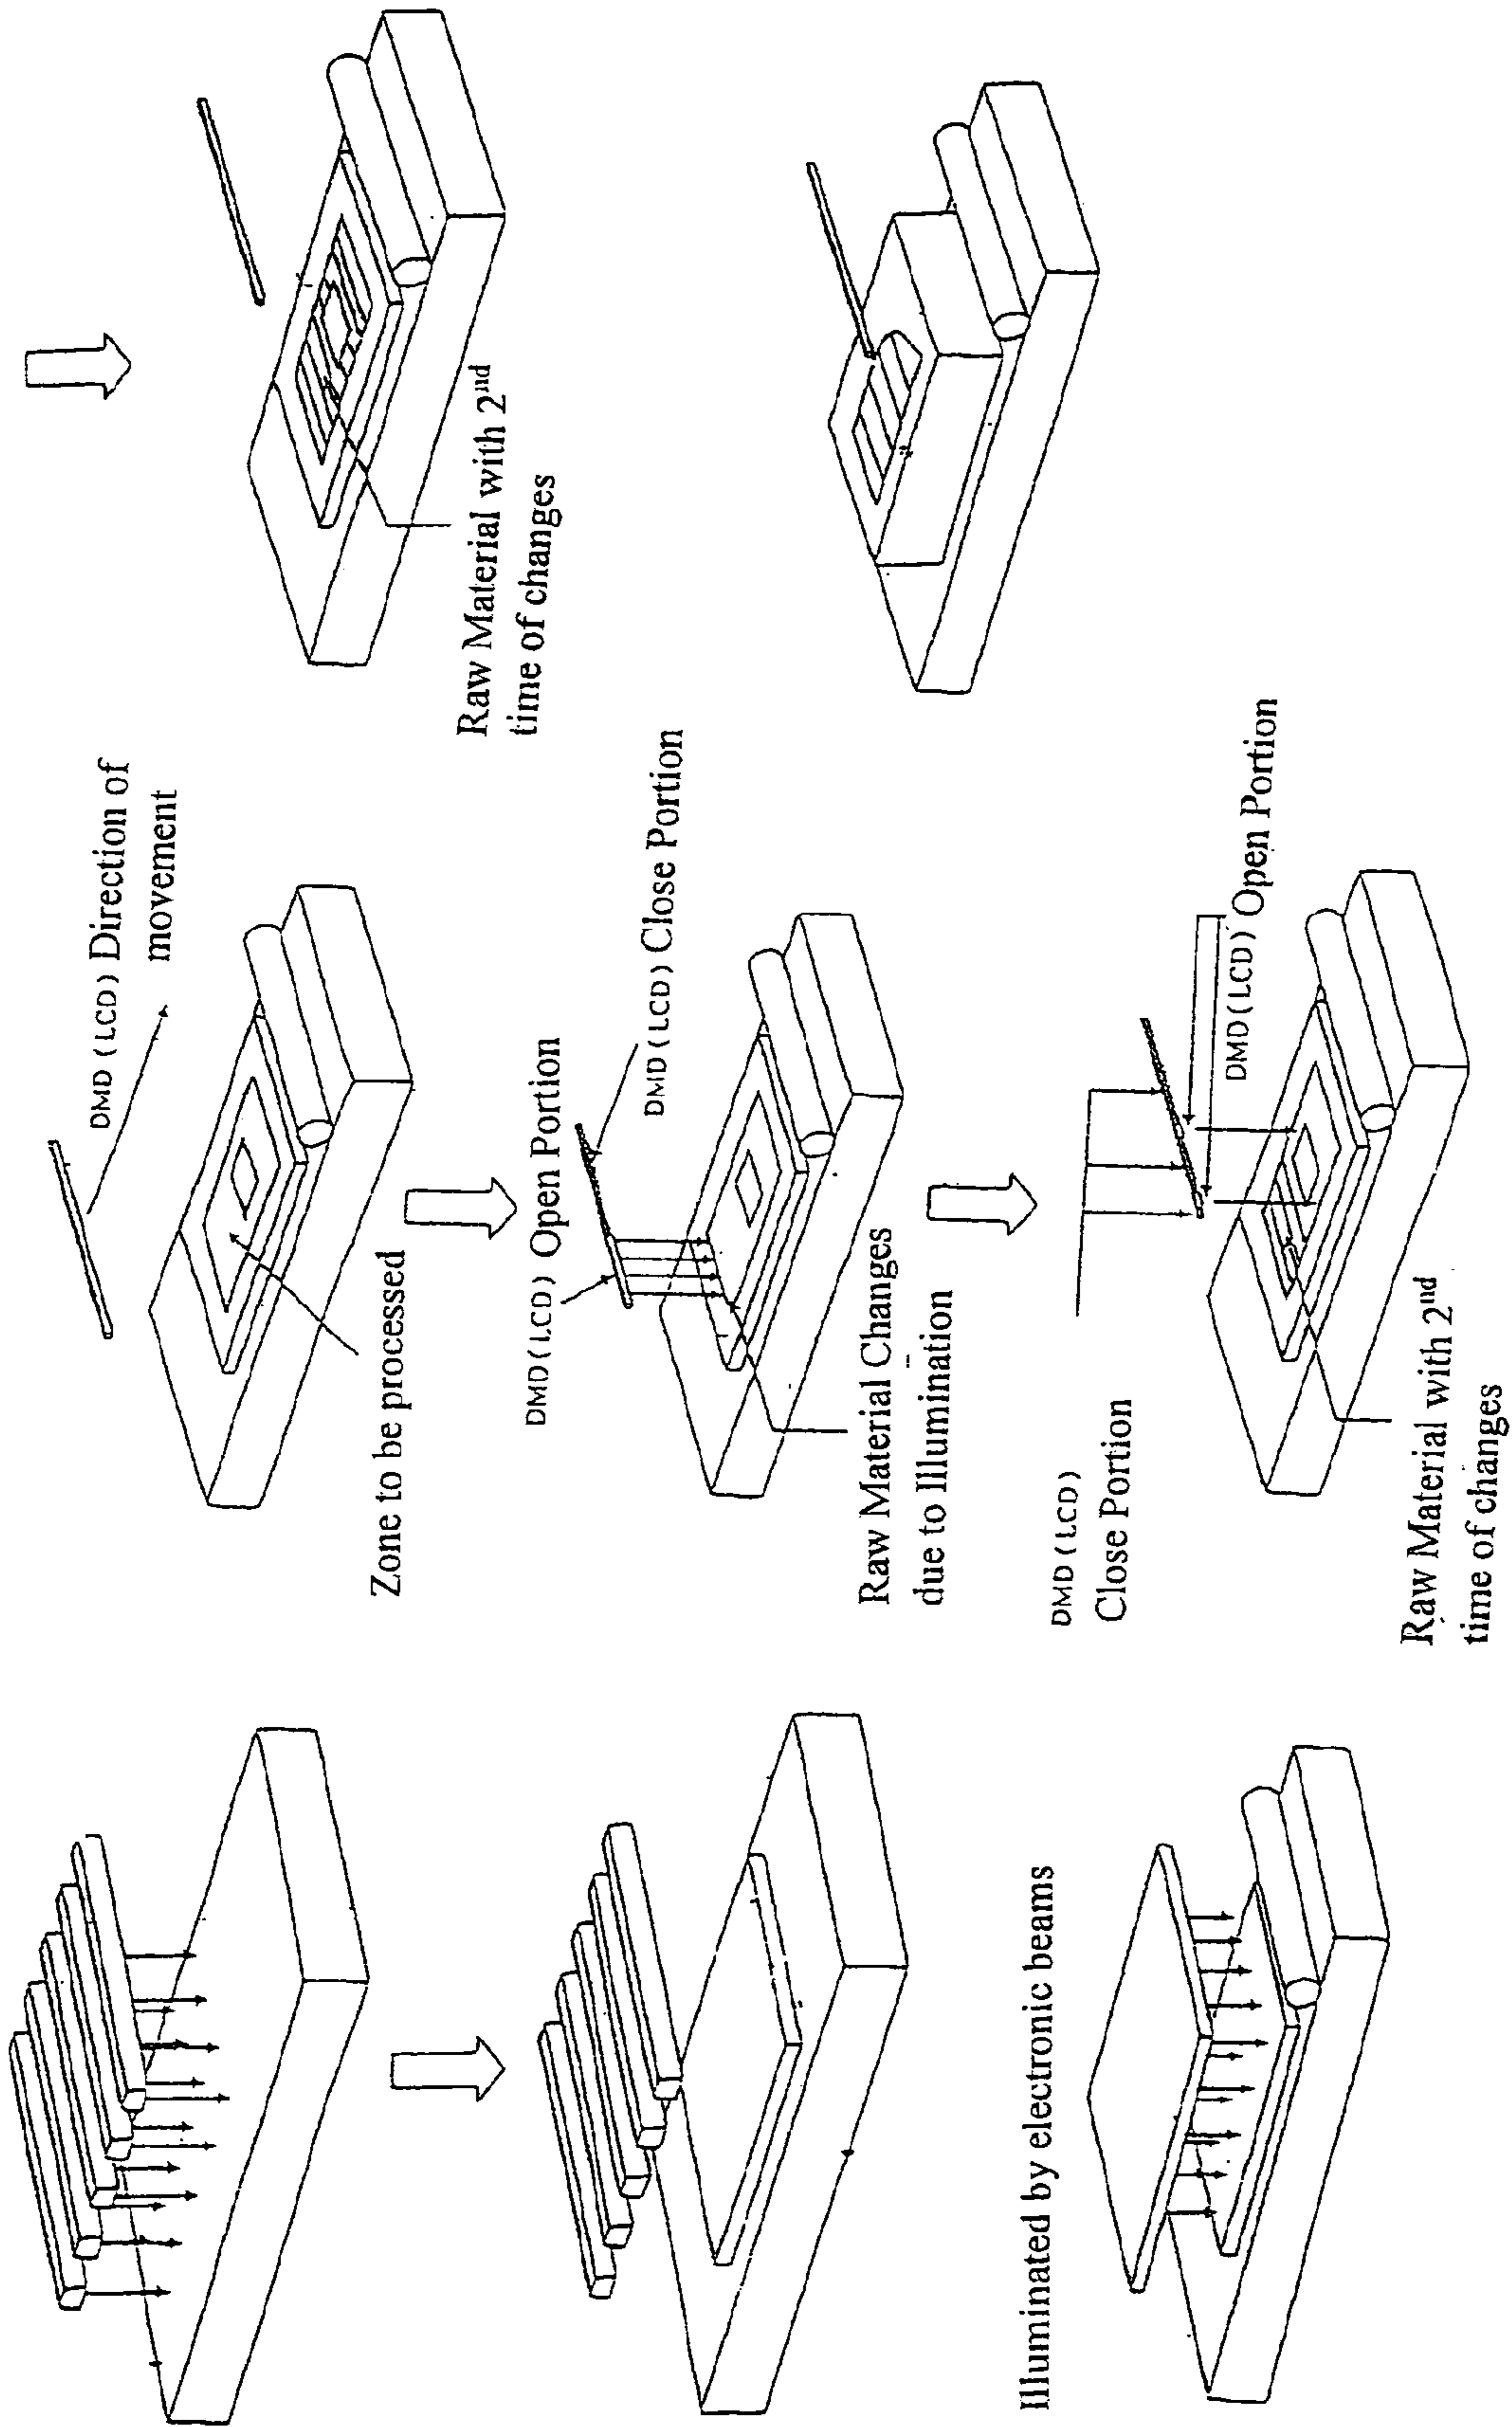 Illuminated by electronic beams
DMD(LCD) Direction of
movement
Zone to be processed
DMD(LCD) Open Portion
DMD(LCD) Close Portion
Raw Material Changes
due to Illumination
DMD(LCD)
Close Portion
DMD(LCD) Open Portion
Raw Material with 2nd
time of changes
Raw Material with 2nd
time of changes